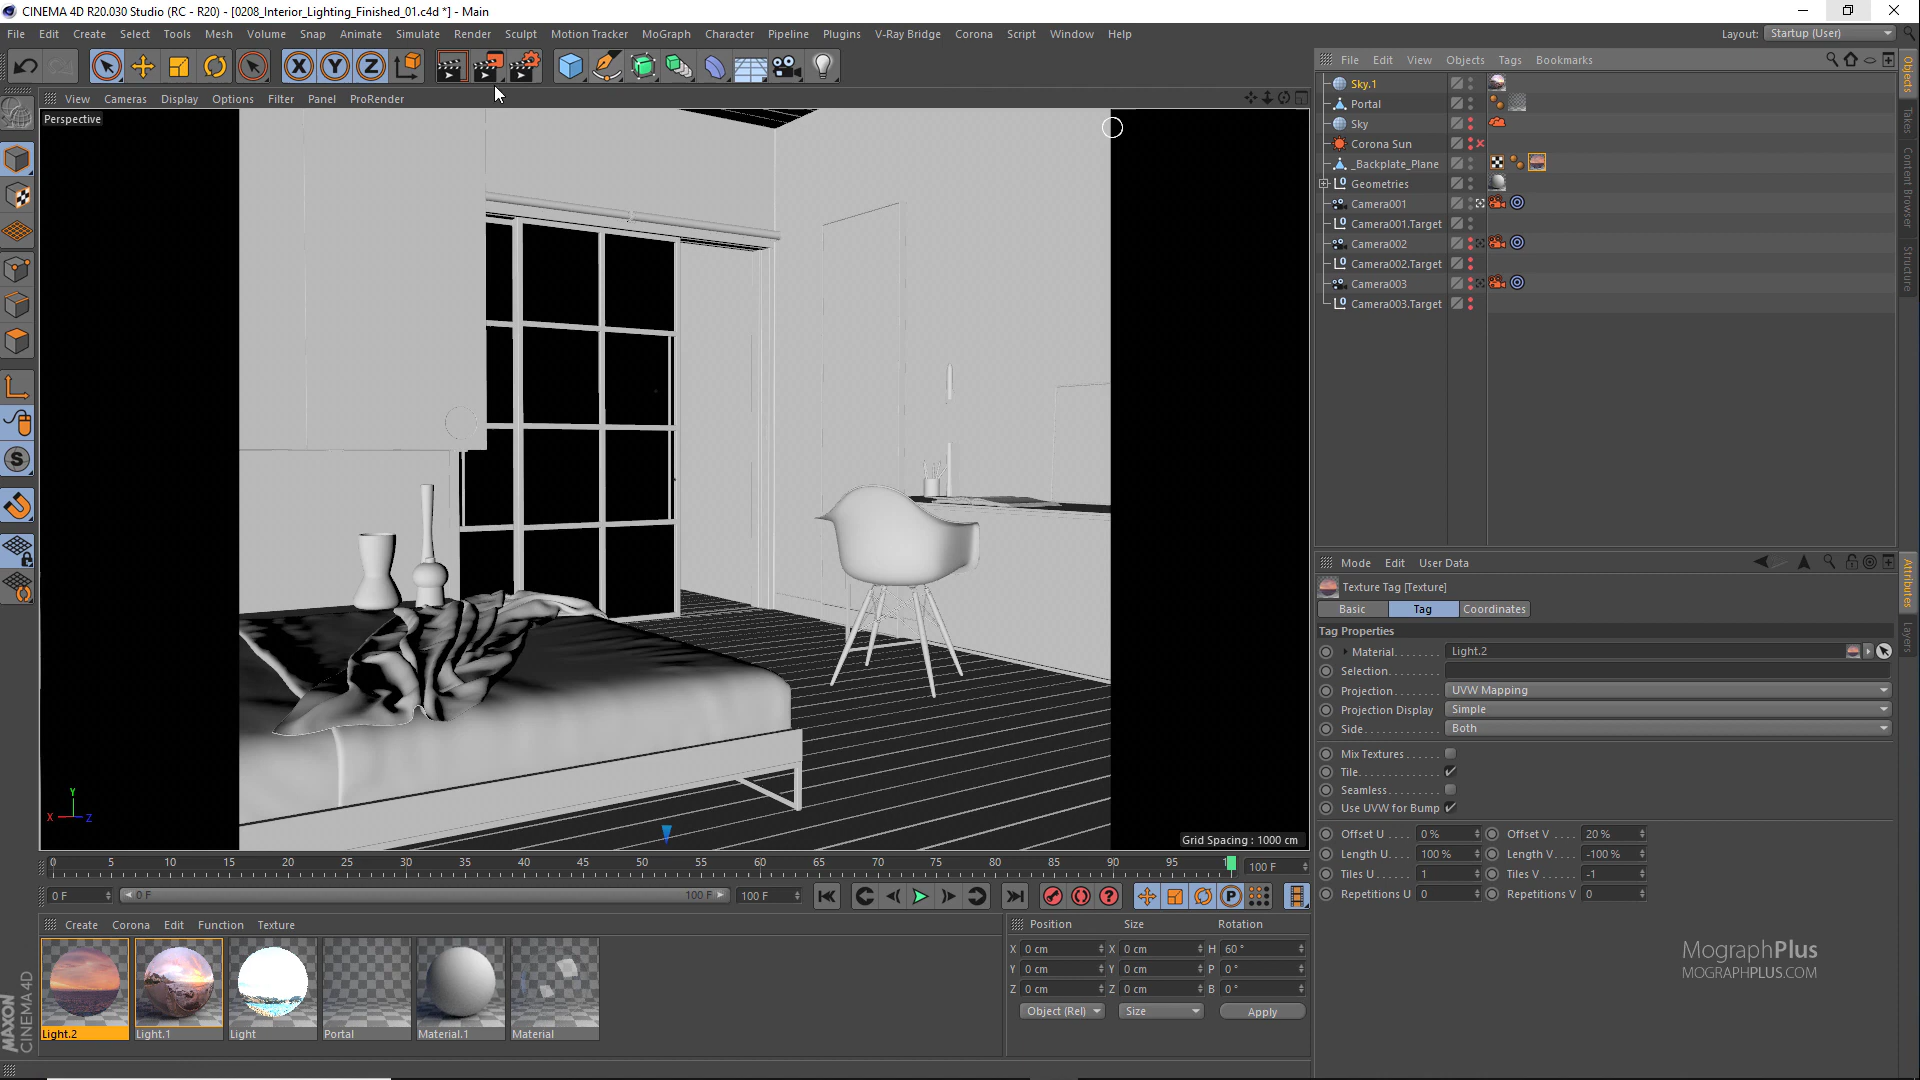 CINEMA 4D R20.030 Studio (RC - R20) - [0208_Interior_Lighting_Finished_01.c4d *] - Main
File Edit Create Select Tools Mesh Volume Snap Animate Simulate Render Sculpt Motion Tracker MoGraph Character Pipeline Plugins V-Ray Bridge Corona Script Window Help
Layout: Startup (User)
X Y Z
View Cameras Display Options Filter Panel ProRender
Perspective
Y
X Z
Grid Spacing : 1000 cm
0 5 10 15 20 25 30 35 40 45 50 55 60 65 70 75 80 85 90 95
100 F
0 F 0 F 100 F 100 F
Create Corona Edit Function Texture
Light.2 Light.1 Light Portal Material.1 Material
MAXON
CINEMA 4D
Position Size Rotation
X 0 cm X 0 cm H 60 °
Y 0 cm Y 0 cm P 0 °
Z 0 cm Z 0 cm B 0 °
Object (Rel) Size Apply
File Edit View Objects Tags Bookmarks
Sky.1
Portal
Sky
Corona Sun
_Backplate_Plane
Geometries
Camera001
Camera001.Target
Camera002
Camera002.Target
Camera003
Camera003.Target
Objects
Takes
Content Browser
Structure
Mode Edit User Data
Texture Tag [Texture]
Basic Tag Coordinates
Tag Properties
Material. . . . . . . . Light.2
Selection. . . . . . . . .
Projection. . . . . . . . UVW Mapping
Projection Display Simple
Side. . . . . . . . . . . . . Both
Mix Textures . . . . . .
Tile. . . . . . . . . . . . . .
Seamless. . . . . . . . .
Use UVW for Bump
Offset U . . . . 0 % Offset V . . . . 20 %
Length U. . . . 100 % Length V. . . . -100 %
Tiles U . . . . . 1 Tiles V . . . . . -1
Repetitions U 0 Repetitions V 0
Attributes
Layers
MographPlus
MOGRAPHPLUS.COM